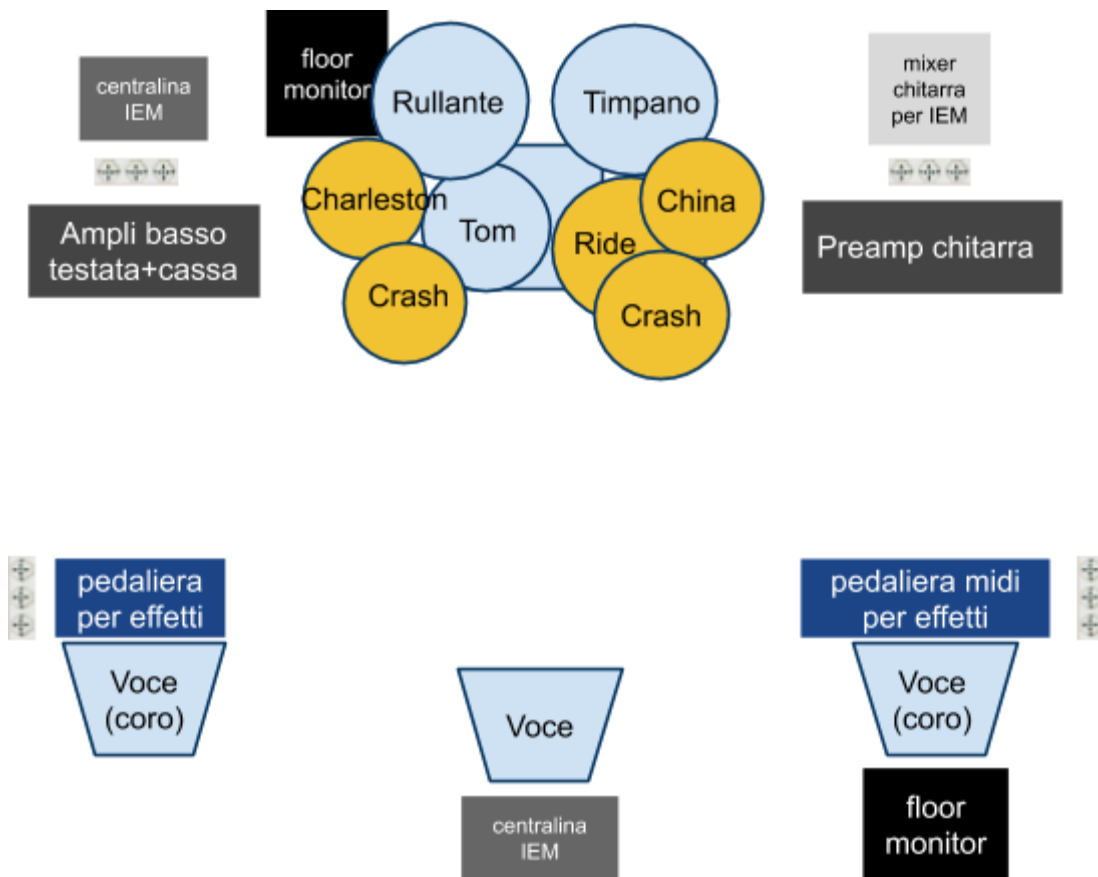 floor
monitor
centralina
IEM
Rullante
Timpano
mixer
chitarra
per IEM
Charleston
China
Tom
Ride
Ampli basso
testata+cassa
Preamp chitarra
Crash
Crash
pedaliera
per effetti
pedaliera midi
per effetti
Voce
(coro)
Voce
Voce
(coro)
centralina
IEM
floor
monitor